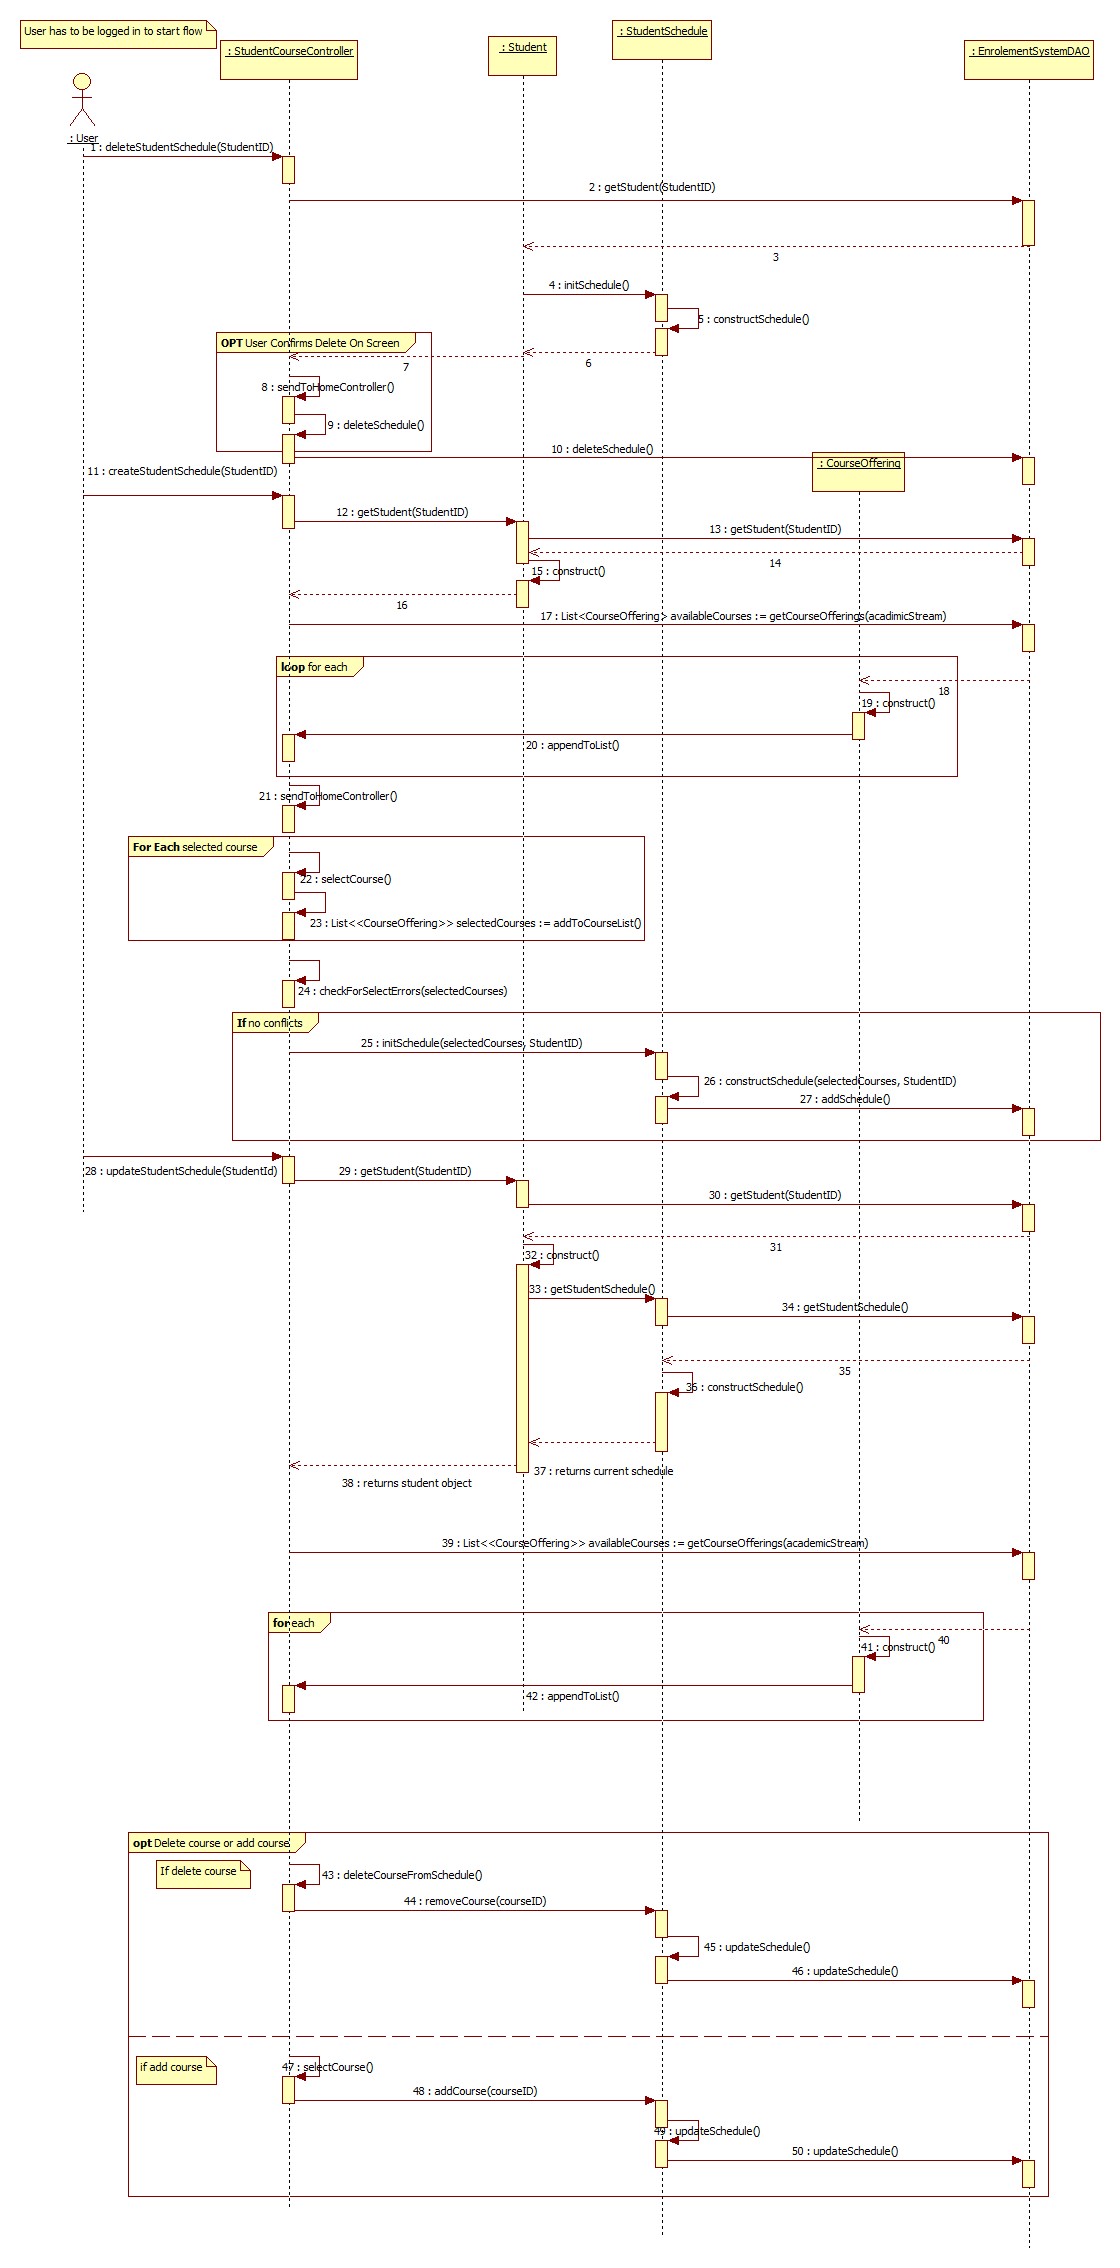 User has to be logged in to start flow
: StudentCourseController
: Student
: StudentSchedule
: EnrolementSystemDAO
: User
1 : deleteStudentSchedule(StudentID)
2 : getStudent(StudentID)
3
4 : initSchedule()
5 : constructSchedule()
OPT User Confirms Delete On Screen
6
7
8 : sendToHomeController()
9 : deleteSchedule()
10 : deleteSchedule()
: CourseOffering
11 : createStudentSchedule(StudentID)
12 : getStudent(StudentID)
13 : getStudent(StudentID)
14
15 : construct()
16
17 : List<CourseOffering> availableCourses := getCourseOfferings(acadimicStream)
loop for each
18
19 : construct()
20 : appendToList()
21 : sendToHomeController()
For Each selected course
22 : selectCourse()
23 : List<<CourseOffering>> selectedCourses := addToCourseList()
24 : checkForSelectErrors(selectedCourses)
If no conflicts
25 : initSchedule(selectedCourses, StudentID)
26 : constructSchedule(selectedCourses, StudentID)
27 : addSchedule()
28 : updateStudentSchedule(StudentId)
29 : getStudent(StudentID)
30 : getStudent(StudentID)
31
32 : construct()
33 : getStudentSchedule()
34 : getStudentSchedule()
35
36 : constructSchedule()
37 : returns current schedule
38 : returns student object
39 : List<<CourseOffering>> availableCourses := getCourseOfferings(academicStream)
for each
40
41 : construct()
42 : appendToList()
opt Delete course or add course
If delete course
43 : deleteCourseFromSchedule()
44 : removeCourse(courseID)
45 : updateSchedule()
46 : updateSchedule()
if add course
47 : selectCourse()
48 : addCourse(courseID)
49 : updateSchedule()
50 : updateSchedule()